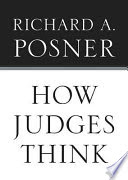 RICHARD A.
POSNER
HOW
JUDGES
THINK